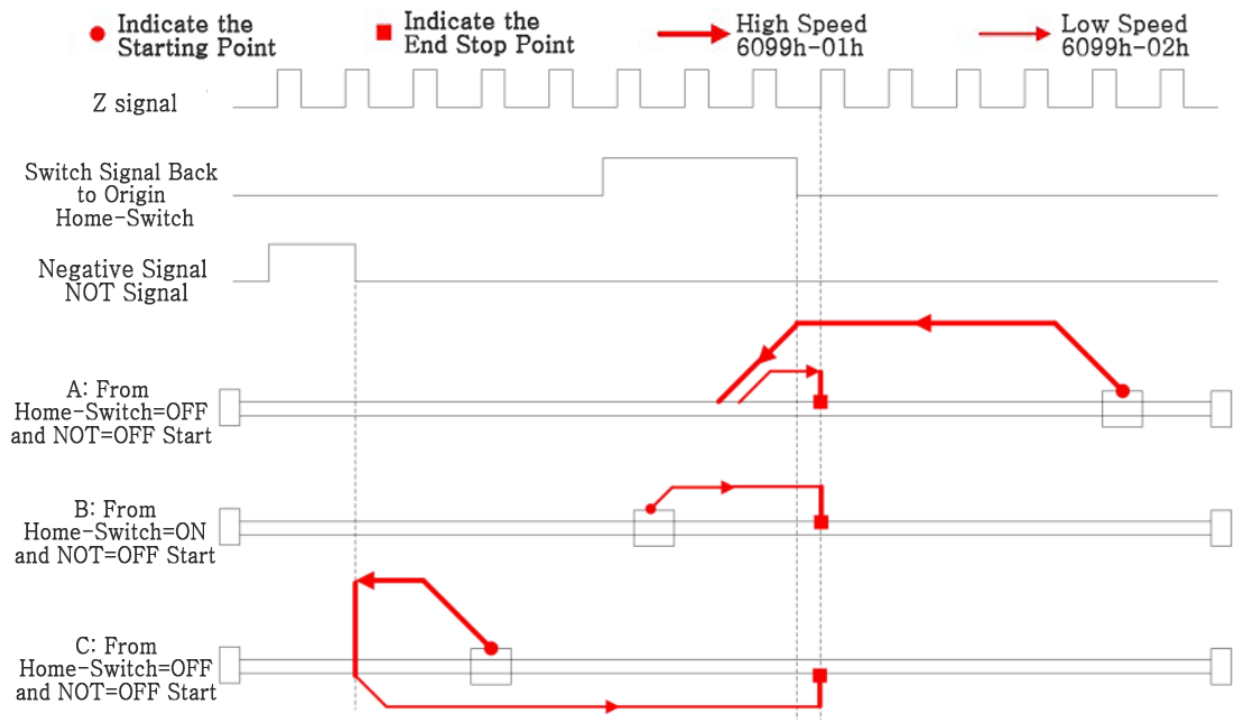 Indicate the
Starting Point
Indicate the
End Stop Point
High Speed
6099h-01h
Low Speed
6099h-02h
Z signal
Switch Signal Back
to Origin
Home-Switch
Negative Signal
NOT Signal
A: From
Home-Switch=OFF
and NOT=OFF Start
B: From
Home-Switch=ON
and NOT=OFF Start
C: From
Home-Switch=OFF
and NOT=OFF Start